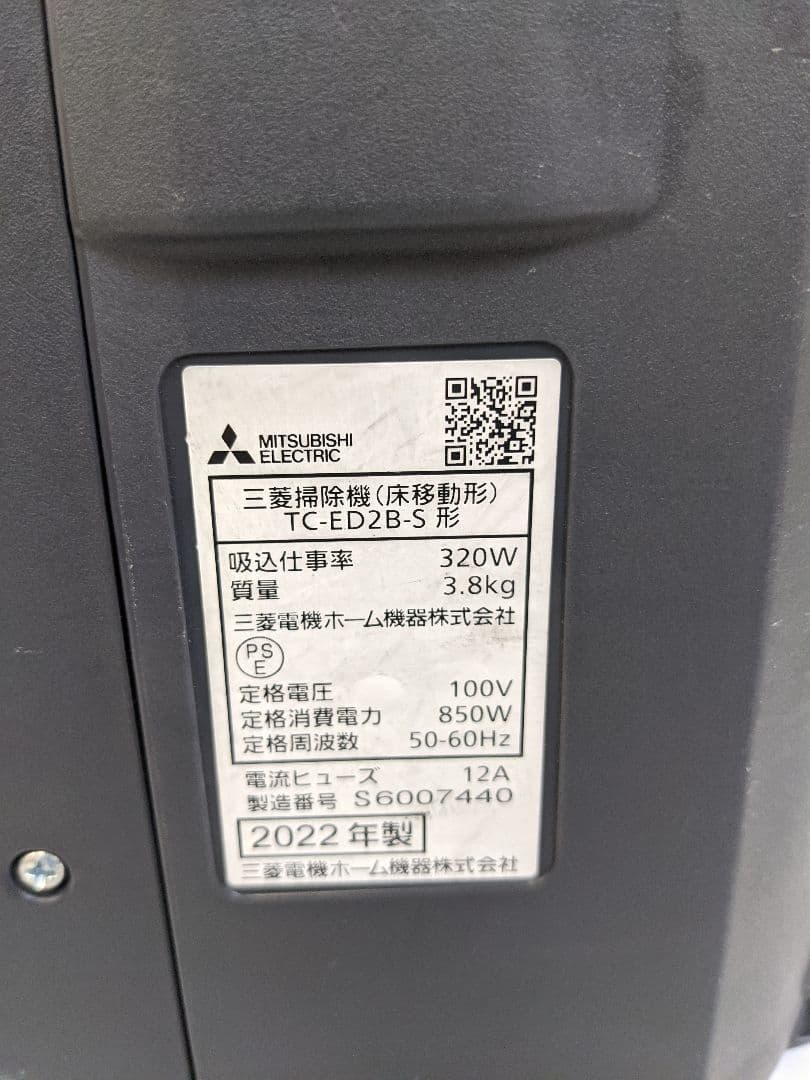 MITSUBISHI
ELECTRIC
三菱掃除機(床移動形)
TC-ED2B-S 形
吸込仕事率 320W
質量 3.8kg
三菱電機ホーム機器株式会社
PS
E
定格電圧 100V
定格消費電力 850W
定格周波数 50-60Hz
電流ヒューズ 12A
製造番号 S6007440
2022 年製
三菱電機ホーム機器株式会社